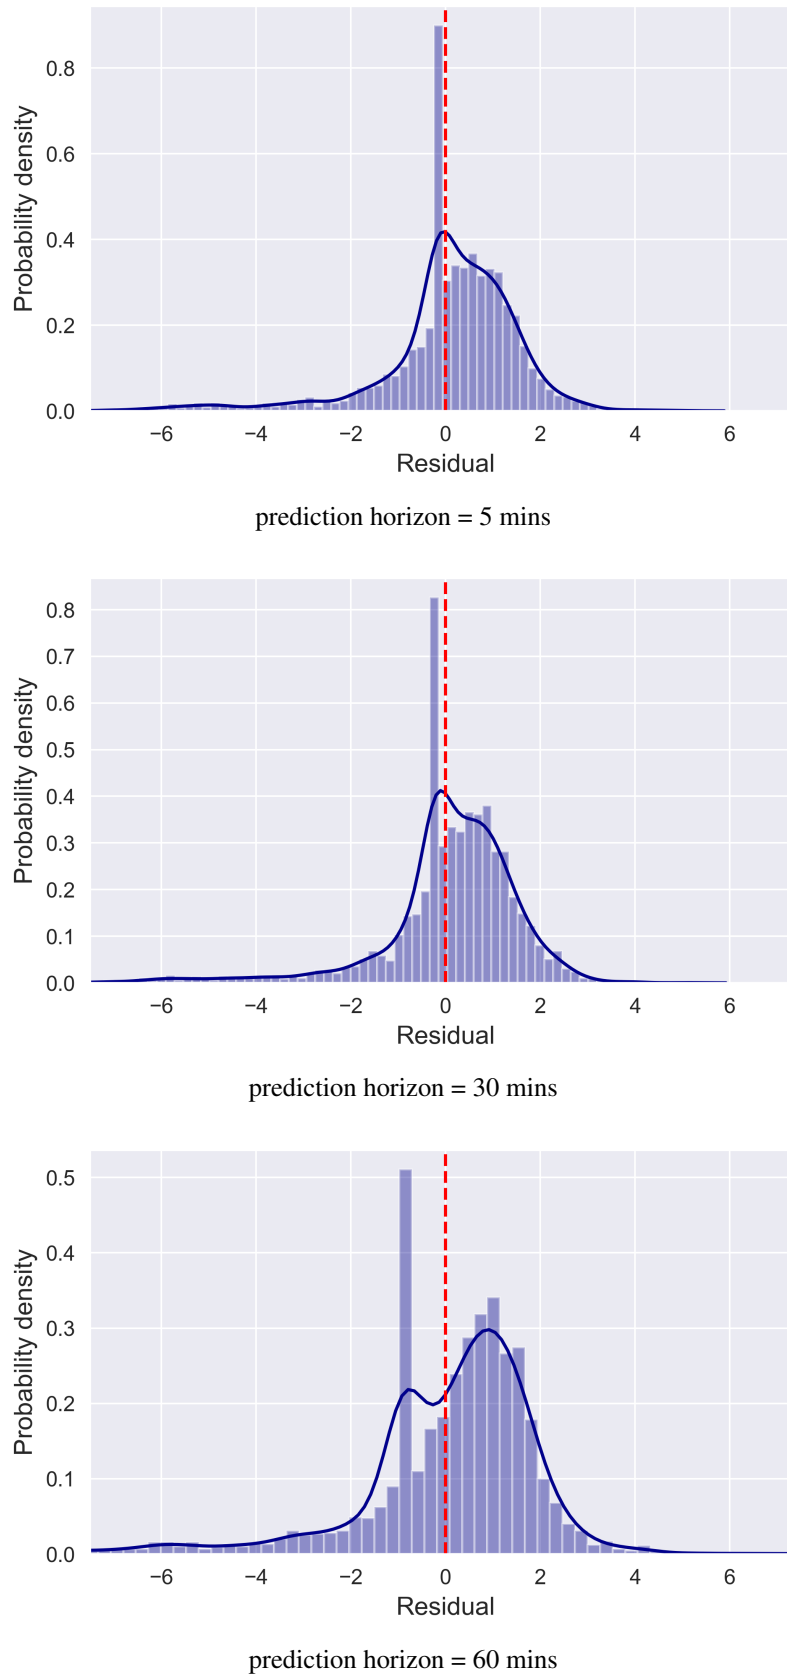 Probability density
0.8
0.6
0.4
0.2
0.0
−6 −4 −2 0 2 4 6
Residual
prediction horizon = 5 mins
Probability density
0.8
0.7
0.6
0.5
0.4
0.3
0.2
0.1
0.0
−6 −4 −2 0 2 4 6
Residual
prediction horizon = 30 mins
Probability density
0.5
0.4
0.3
0.2
0.1
0.0
−6 −4 −2 0 2 4 6
Residual
prediction horizon = 60 mins